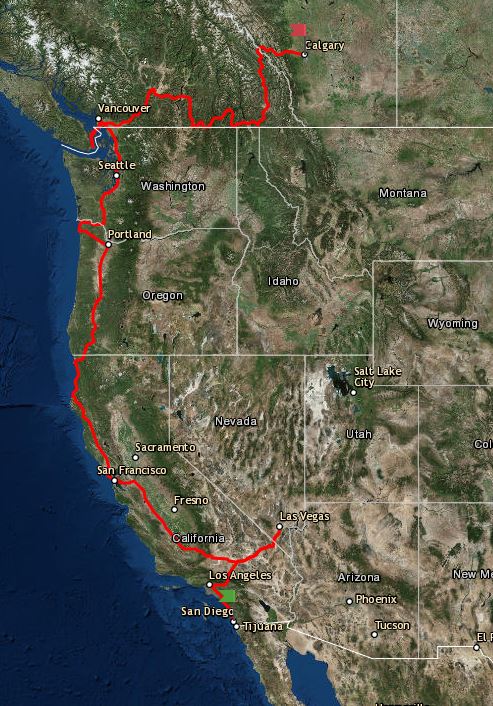 Calgary
Vancouver
Seattle
Washington
Montana
Portland
Idaho
Oregon
Wyoming
Salt Lake
City
Nevada
Utah
Col
Sacramento
San Francisco
Fresno
Las Vegas
California
Los Angeles
Arizona
New Me
Phoenix
San Diego
Tijuana
Tucson
El P